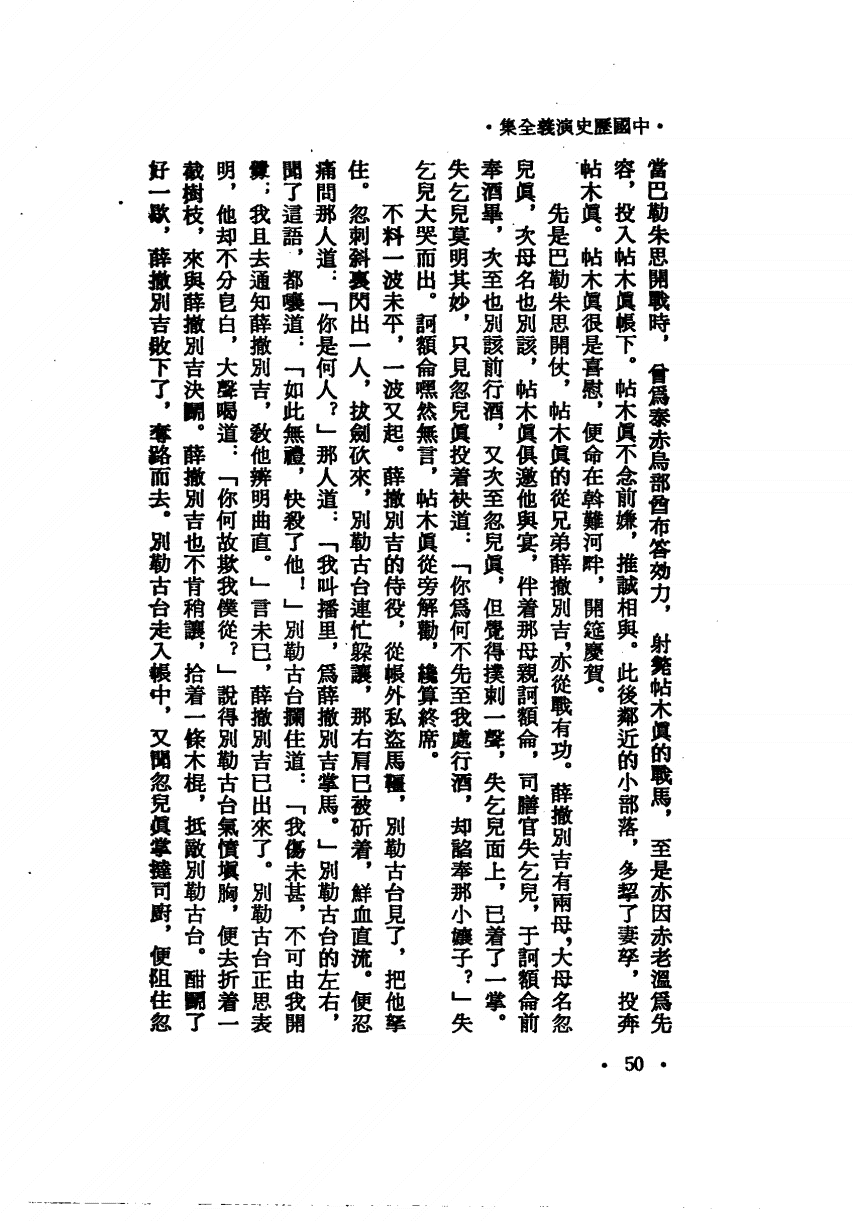 ·中國歷史演義全集·
當巴勒朱思開戰時，曾爲泰赤烏部酋布答効力，射斃帖木眞的戰馬，至是亦因赤老溫爲先
容，投入帖木眞帳下。帖木眞不念前嫌，推誠相與。此後鄰近的小部落，多挈了妻孥，投奔
帖木眞。帖木眞很是喜慰，便命在斡難河畔，開筵慶賀。
先是巴勒朱思開仗，帖木眞的從兄弟薛撤別吉，亦從戰有功。薛撤別吉有兩母，大母名忽
兒眞，次母名也別該，帖木眞俱邀他與宴，伴着那母親訶額侖，司膳官失乞兒，于訶額侖前
奉酒畢，次至也別該前行酒，又次至忽兒眞，但覺得撲刺一聲，失乞兒面上，已着了一掌。
失乞兒莫明其妙，只見忽兒眞投着袂道：「你爲何不先至我處行酒，却諂奉那小孃子？」失
乞兒大哭而出。訶額侖嘿然無言，帖木眞從旁解勸，纔算終席。
不料一波未平，一波又起。薛撤別吉的侍役，從帳外私盜馬韁，別勒古台見了，把他拏
住。忽刺斜裏閃出一人，拔劍砍來，別勒古台連忙躱讓，那右肩已被斫着，鮮血直流。便忍
痛問那人道：「你是何人？」那人道：「我叫播里，爲薛撤別吉掌馬。」別勒古台的左右，
聞了這語，都嚷道：「如此無禮，快殺了他！」別勒古台攔住道：「我傷未甚，不可由我開
釁；我且去通知薛撤別吉，敎他辨明曲直。」言未已，薛撤別吉已出來了。別勒古台正思表
明，他却不分皀白，大聲喝道：「你何故欺我僕從？」說得別勒古台氣憤塡胸，便去折着一
截樹枝，來與薛撤別吉決鬭。薛撤別吉也不肯稍讓，拾着一條木棍，抵敵別勒古台。酣鬭了
好一歇，薛撤別吉敗下了，奪路而去。別勒古台走入帳中，又聞忽兒眞掌撻司廚，便阻住忽
· 50 ·